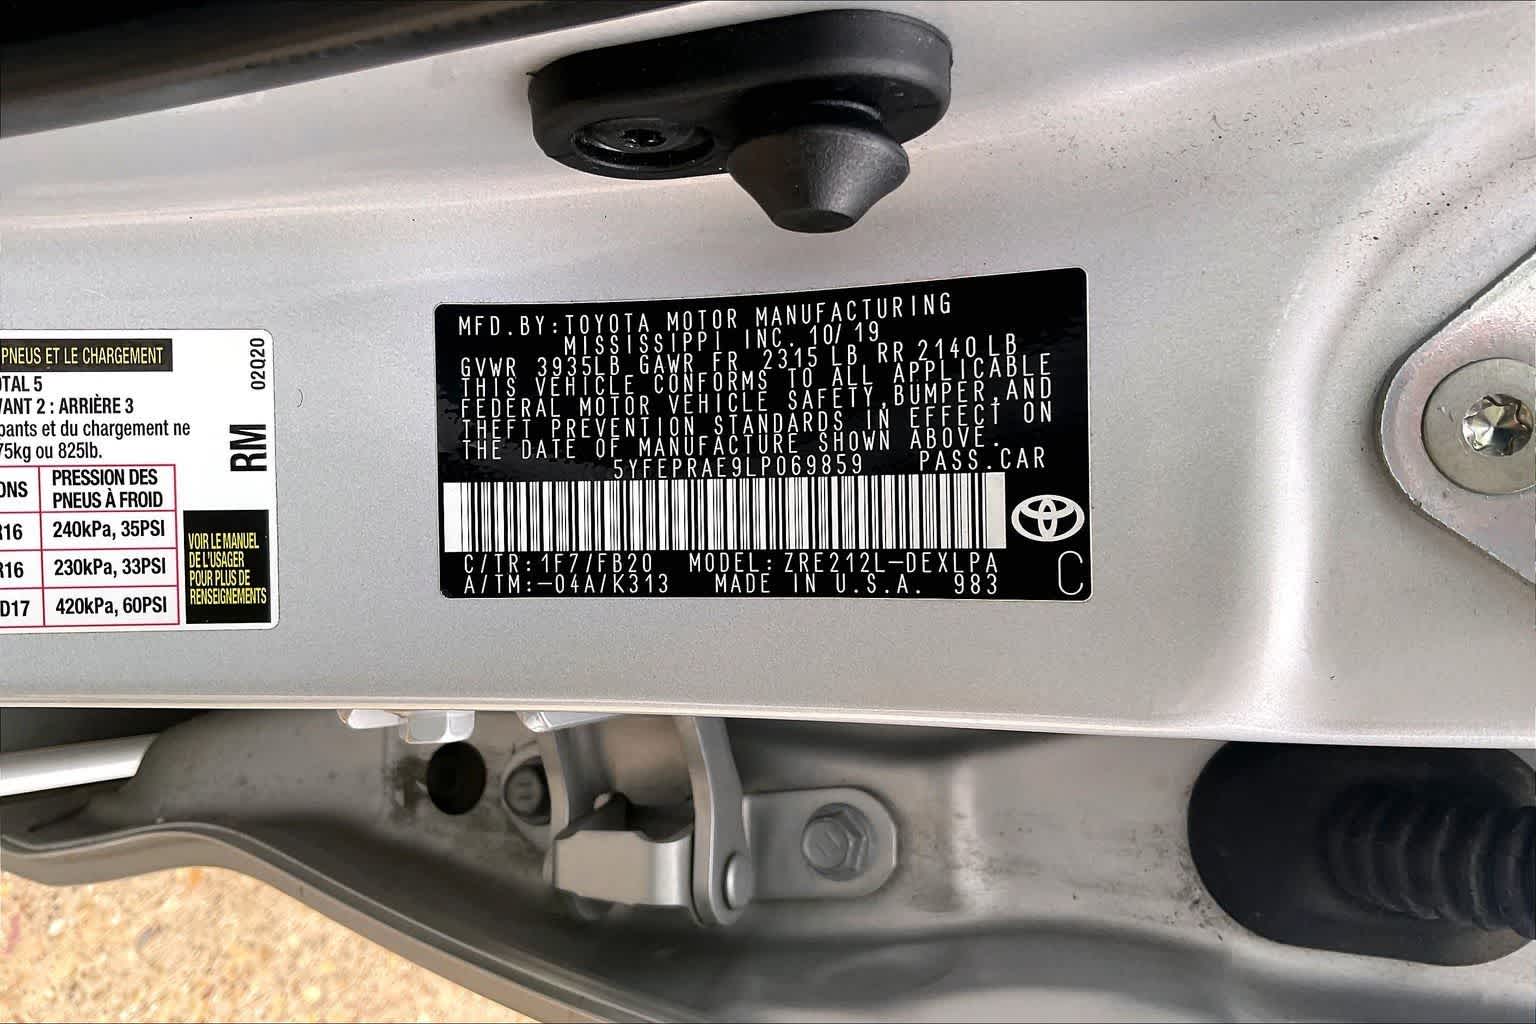 PNEUS ET LE CHARGEMENT
02Q20
OTAL 5
VANT 2 : ARRIÈRE 3
pants et du chargement ne
75kg ou 825lb.
RM
ONS
PRESSION DES
PNEUS À FROID
R16
240kPa, 35PSI
R16
230kPa, 33PSI
D17
420kPa, 60PSI
VOIR LE MANUEL
DE L'USAGER
POUR PLUS DE
RENSEIGNEMENTS
MFD.BY:TOYOTA MOTOR MANUFACTURING
MISSISSIPPI INC. 10/19
GVWR 3935LB GAWR FR 2315 LB RR 2140 LB
THIS VEHICLE CONFORMS TO ALL APPLICABLE
FEDERAL MOTOR VEHICLE SAFETY,BUMPER,AND
THEFT PREVENTION STANDARDS IN EFFECT ON
THE DATE OF MANUFACTURE SHOWN ABOVE.
5YFEPRAE9LP069859 PASS.CAR
C/TR:1F7/FB20 MODEL:ZRE212L-DEXLPA
A/TM:-04A/K313 MADE IN U.S.A. 983
C